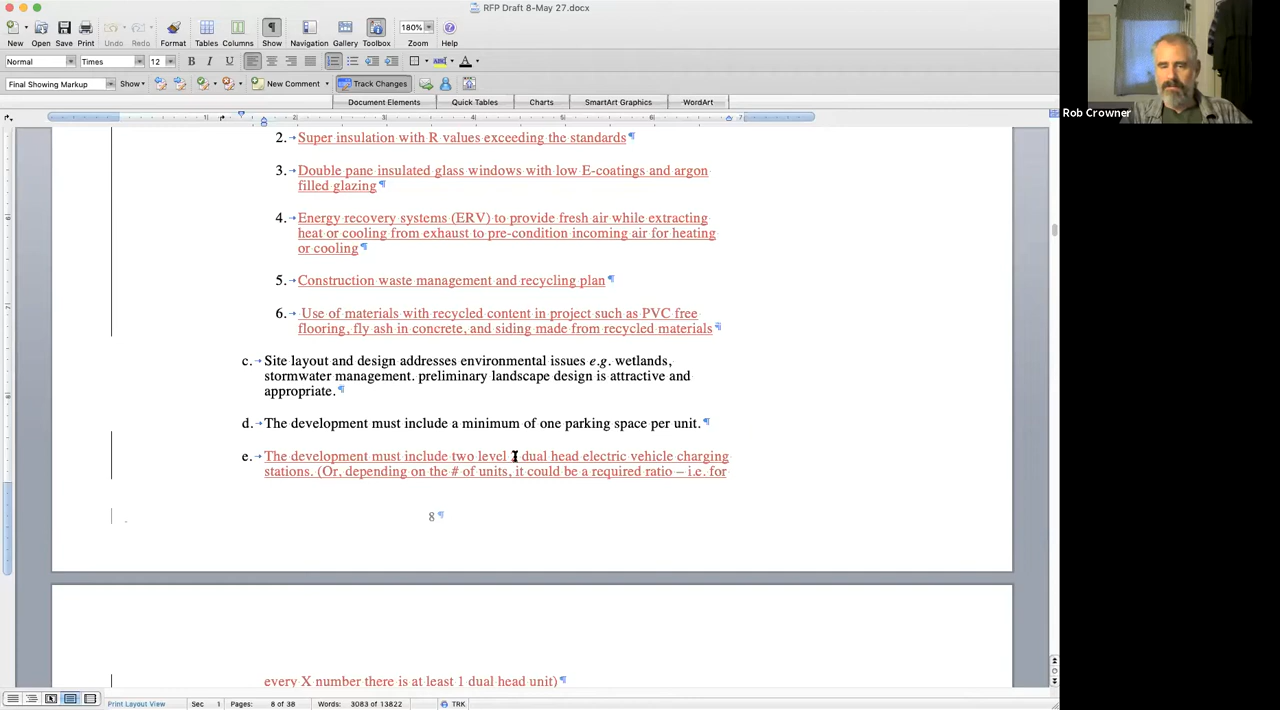 RFP Draft 8-May 27.docx
New Open Save Print Undo Redo Format Tables Columns Show Navigation Gallery Toolbox Zoom Help
180%
Normal Times 12 B I U
Final Showing Markup Show New Comment Track Changes
Document Elements Quick Tables Charts SmartArt Graphics WordArt
2. Super insulation with R values exceeding the standards¶
3. Double pane insulated glass windows with low E-coatings and argon
filled glazing¶
4. Energy recovery systems (ERV) to provide fresh air while extracting
heat or cooling from exhaust to pre-condition incoming air for heating
or cooling¶
5. Construction waste management and recycling plan¶
6. Use of materials with recycled content in project such as PVC free
flooring, fly ash in concrete, and siding made from recycled materials¶
c. Site layout and design addresses environmental issues e.g. wetlands,
stormwater management. preliminary landscape design is attractive and
appropriate.¶
d. The development must include a minimum of one parking space per unit.¶
e. The development must include two level dual head electric vehicle charging
stations. (Or, depending on the # of units, it could be a required ratio – i.e. for
8¶
every X number there is at least 1 dual head unit)¶
Print Layout View Sec 1 Pages: 8 of 38 Words: 3083 of 13822 TRK
Rob Crowner